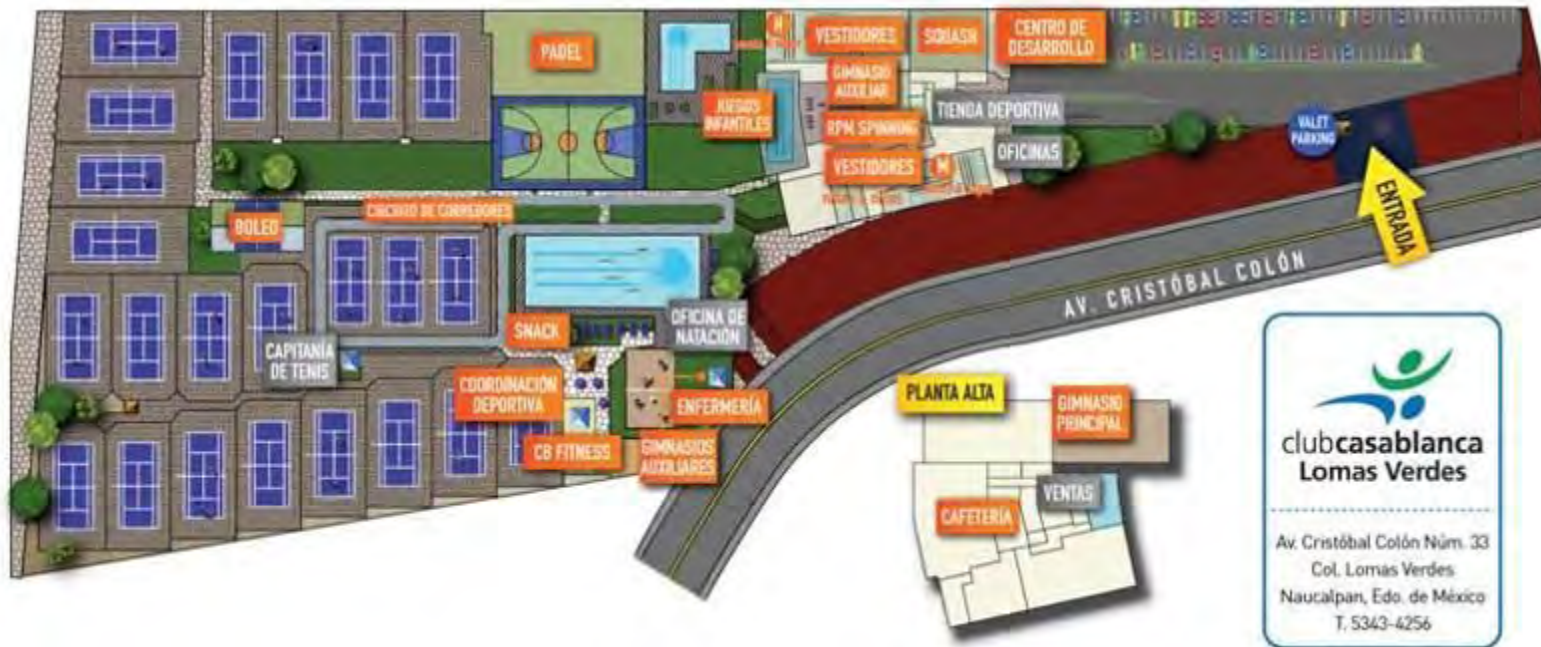 PADEL
VESTIDORES
SQUASH
CENTRO DE
DESARROLLO
GIMNASIO
AUXILIAR
JUEGOS
INFANTILES
TIENDA DEPORTIVA
RPM SPINNING
OFICINAS
VALET
PARKING
VESTIDORES
ENTRADA
CIRCUITO DE CORREDORES
BOLEO
AV. CRISTÓBAL COLÓN
SNACK
OFICINA DE
NATACIÓN
CAPITANÍA
DE TENIS
COORDINACIÓN
DEPORTIVA
ENFERMERÍA
CB FITNESS
GIMNASIOS
AUXILIARES
PLANTA ALTA
GIMNASIO
PRINCIPAL
VENTAS
CAFETERÍA
clubcasablanca
Lomas Verdes
Av. Cristóbal Colón Núm. 33
Col. Lomas Verdes
Naucalpan, Edo. de México
T. 5343-4256